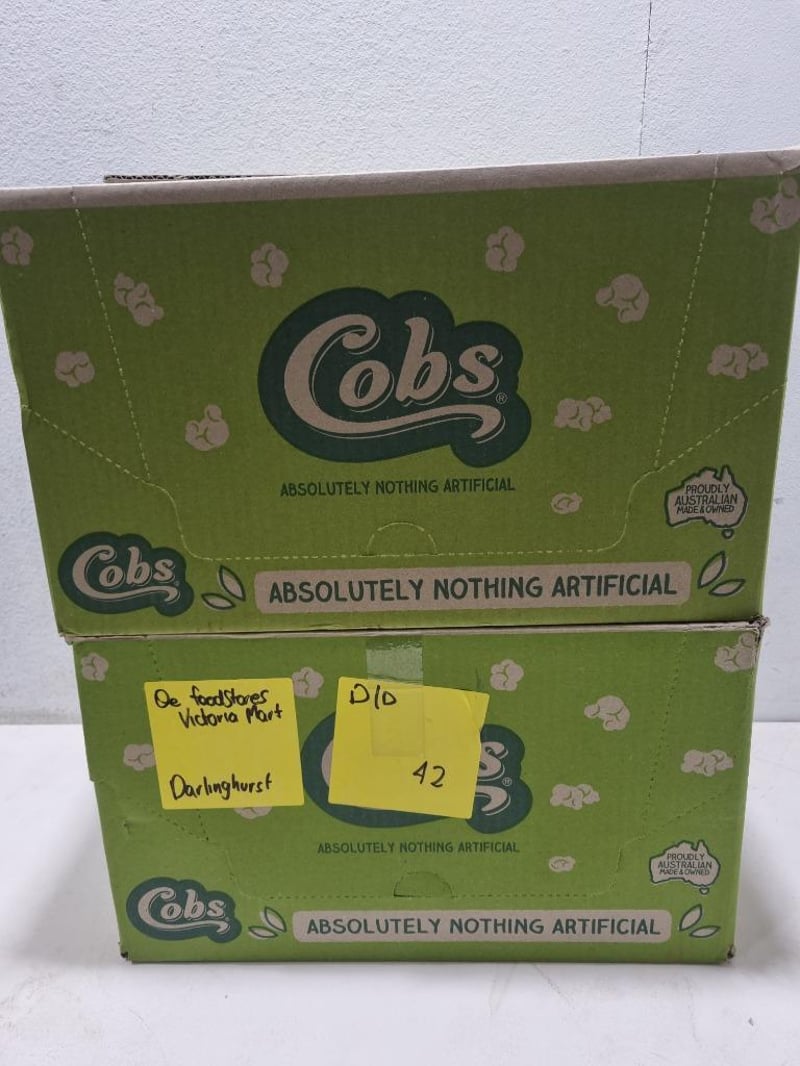 Cobs®
ABSOLUTELY NOTHING ARTIFICIAL
PROUDLY
AUSTRALIAN
MADE & OWNED
Cobs
ABSOLUTELY NOTHING ARTIFICIAL
Oe foodStores
Victoria Mart
Darlinghurst
D/D
42
S®
ABSOLUTELY NOTHING ARTIFICIAL
PROUDLY
AUSTRALIAN
MADE & OWNED
Cobs
ABSOLUTELY NOTHING ARTIFICIAL